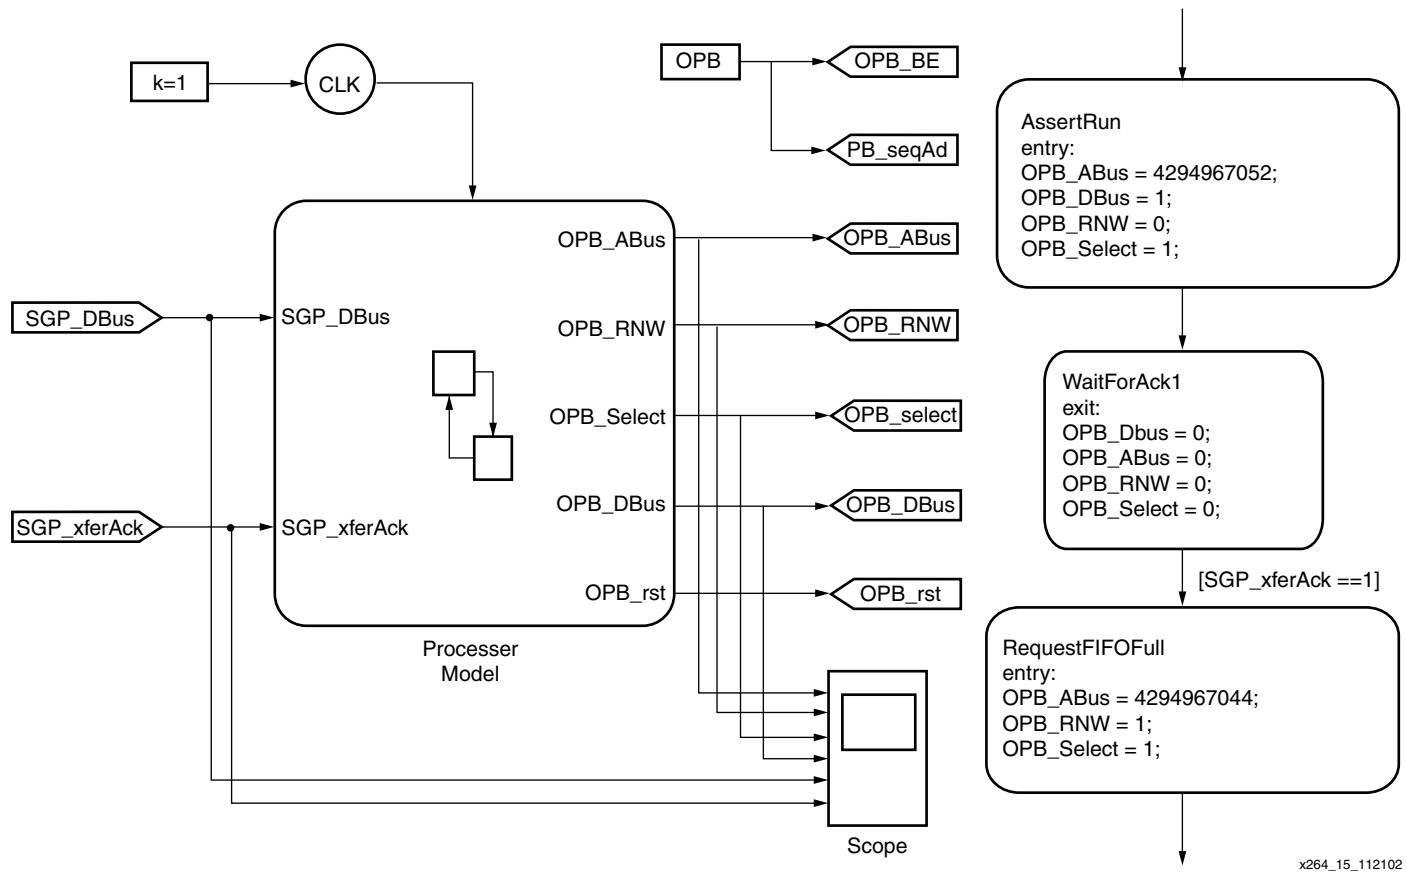 k=1
CLK
OPB
OPB_BE
PB_seqAd
SGP_DBus
SGP_xferAck
SGP_DBus
SGP_xferAck
OPB_ABus
OPB_RNW
OPB_Select
OPB_DBus
OPB_rst
Processer
Model
OPB_ABus
OPB_RNW
OPB_select
OPB_DBus
OPB_rst
Scope
AssertRun
entry:
OPB_ABus = 4294967052;
OPB_DBus = 1;
OPB_RNW = 0;
OPB_Select = 1;
WaitForAck1
exit:
OPB_Dbus = 0;
OPB_ABus = 0;
OPB_RNW = 0;
OPB_Select = 0;
[SGP_xferAck ==1]
RequestFIFOFull
entry:
OPB_ABus = 4294967044;
OPB_RNW = 1;
OPB_Select = 1;
x264_15_112102